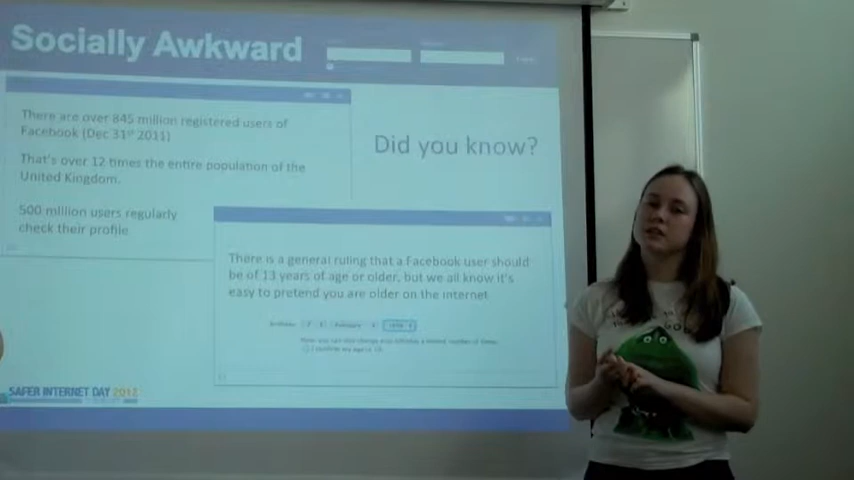 Socially Awkward
There are over 845 million registered users of
Facebook (Dec 31st 2011)
That's over 12 times the entire population of the
United Kingdom.
500 million users regularly
check their profile
Did you know?
There is a general ruling that a Facebook user should
be of 13 years of age or older, but we all know it's
easy to pretend you are older on the internet
SAFER INTERNET DAY 2012